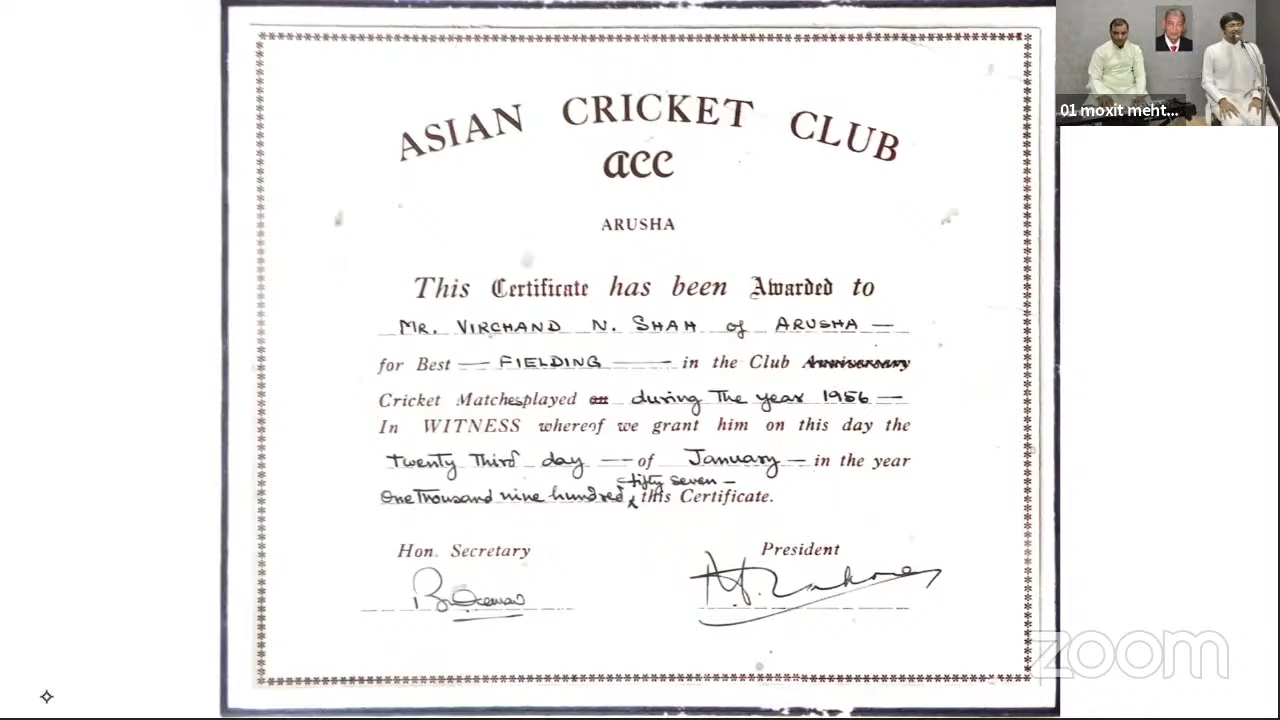 ASIAN CRICKET CLUB
acc
ARUSHA
This Certificate has been Awarded to
MR. VIRCHAND N. SHAH of ARUSHA —
for Best — FIELDING — in the Club Anniversary
Cricket Matches played on during The year 1956 —
In WITNESS whereof we grant him on this day the
Twenty Third day — of January — in the year
fifty seven —
One Thousand nine hundred this Certificate.
Hon. Secretary President
01 moxit meht...
zoom